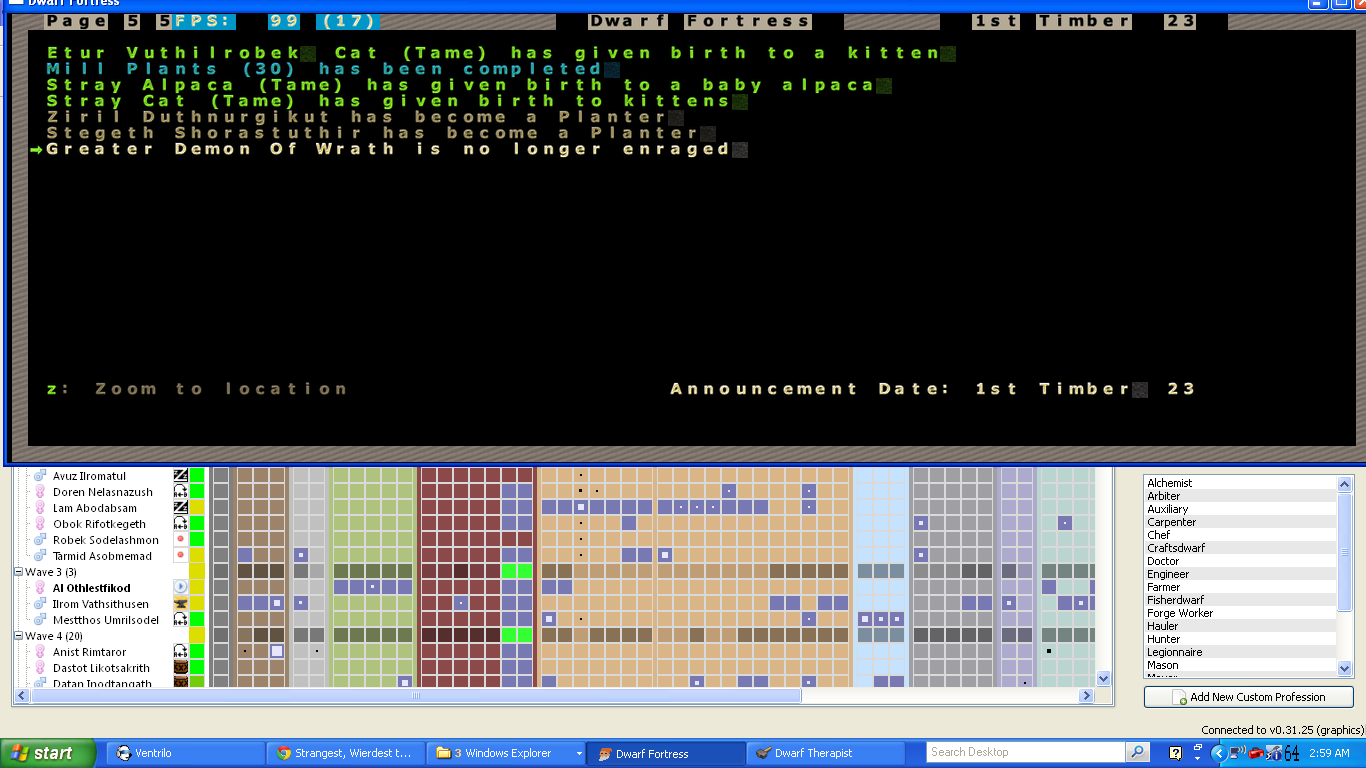 Dwarf Fortress
Page 5 5FPS: 99 (17) Dwarf Fortress 1st Timber 23
Etur Vuthilrobek Cat (Tame) has given birth to a kitten
Mill Plants (30) has been completed
Stray Alpaca (Tame) has given birth to a baby alpaca
Stray Cat (Tame) has given birth to kittens
Ziril Duthnurgikut has become a Planter
Stegeth Shorastuthir has become a Planter
Greater Demon Of Wrath is no longer enraged
z: Zoom to location Announcement Date: 1st Timber 23
Avuz Ilromatul
Doren Nelasnazush
Lam Abodabsam
Obok Rifotkegeth
Robek Sodelashmon
Tarmid Asobmemad
Wave 3 (3)
Al Othlestfikod
Ilrom Vathsithusen
Mestthos Umrilsodel
Wave 4 (20)
Anist Rimtaror
Dastot Likotsakrith
Datan Inodtangath
Alchemist
Arbiter
Auxiliary
Carpenter
Chef
Craftsdwarf
Doctor
Engineer
Farmer
Fisherdwarf
Forge Worker
Hauler
Hunter
Legionnaire
Mason
Add New Custom Profession
Connected to v0.31.25 (graphics)
start Ventrilo Strangest, Wierdest t... 3 Windows Explorer Dwarf Fortress Dwarf Therapist Search Desktop 64 2:59 AM